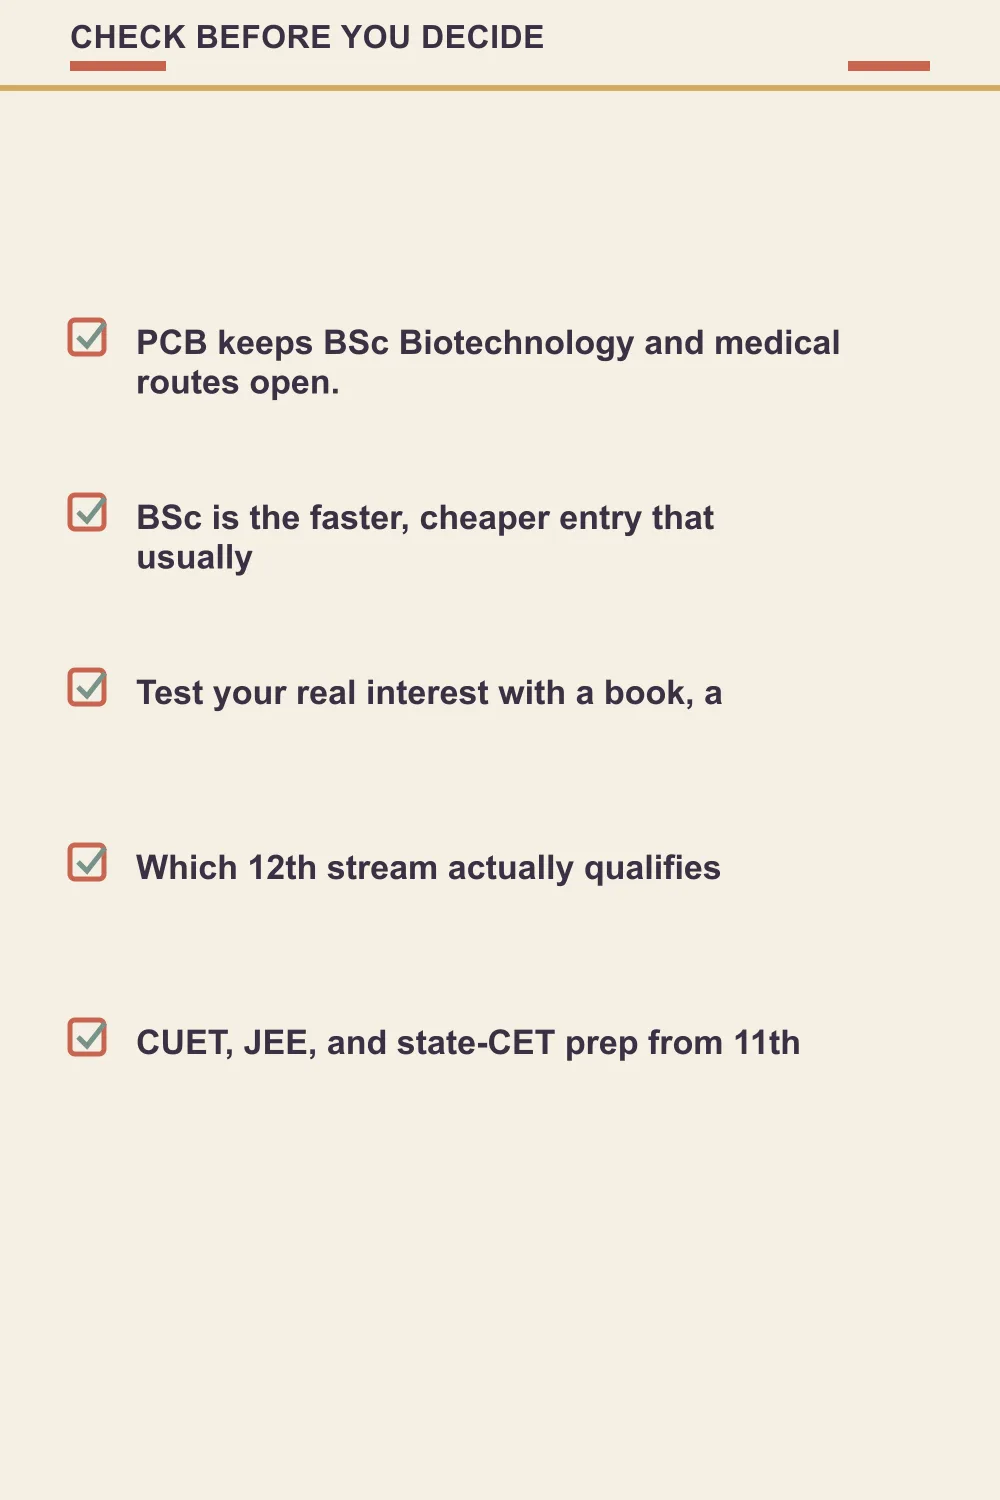 CHECK BEFORE YOU DECIDE
PCB keeps BSc Biotechnology and medical
routes open.
BSc is the faster, cheaper entry that
usually
Test your real interest with a book, a
Which 12th stream actually qualifies
CUET, JEE, and state-CET prep from 11th